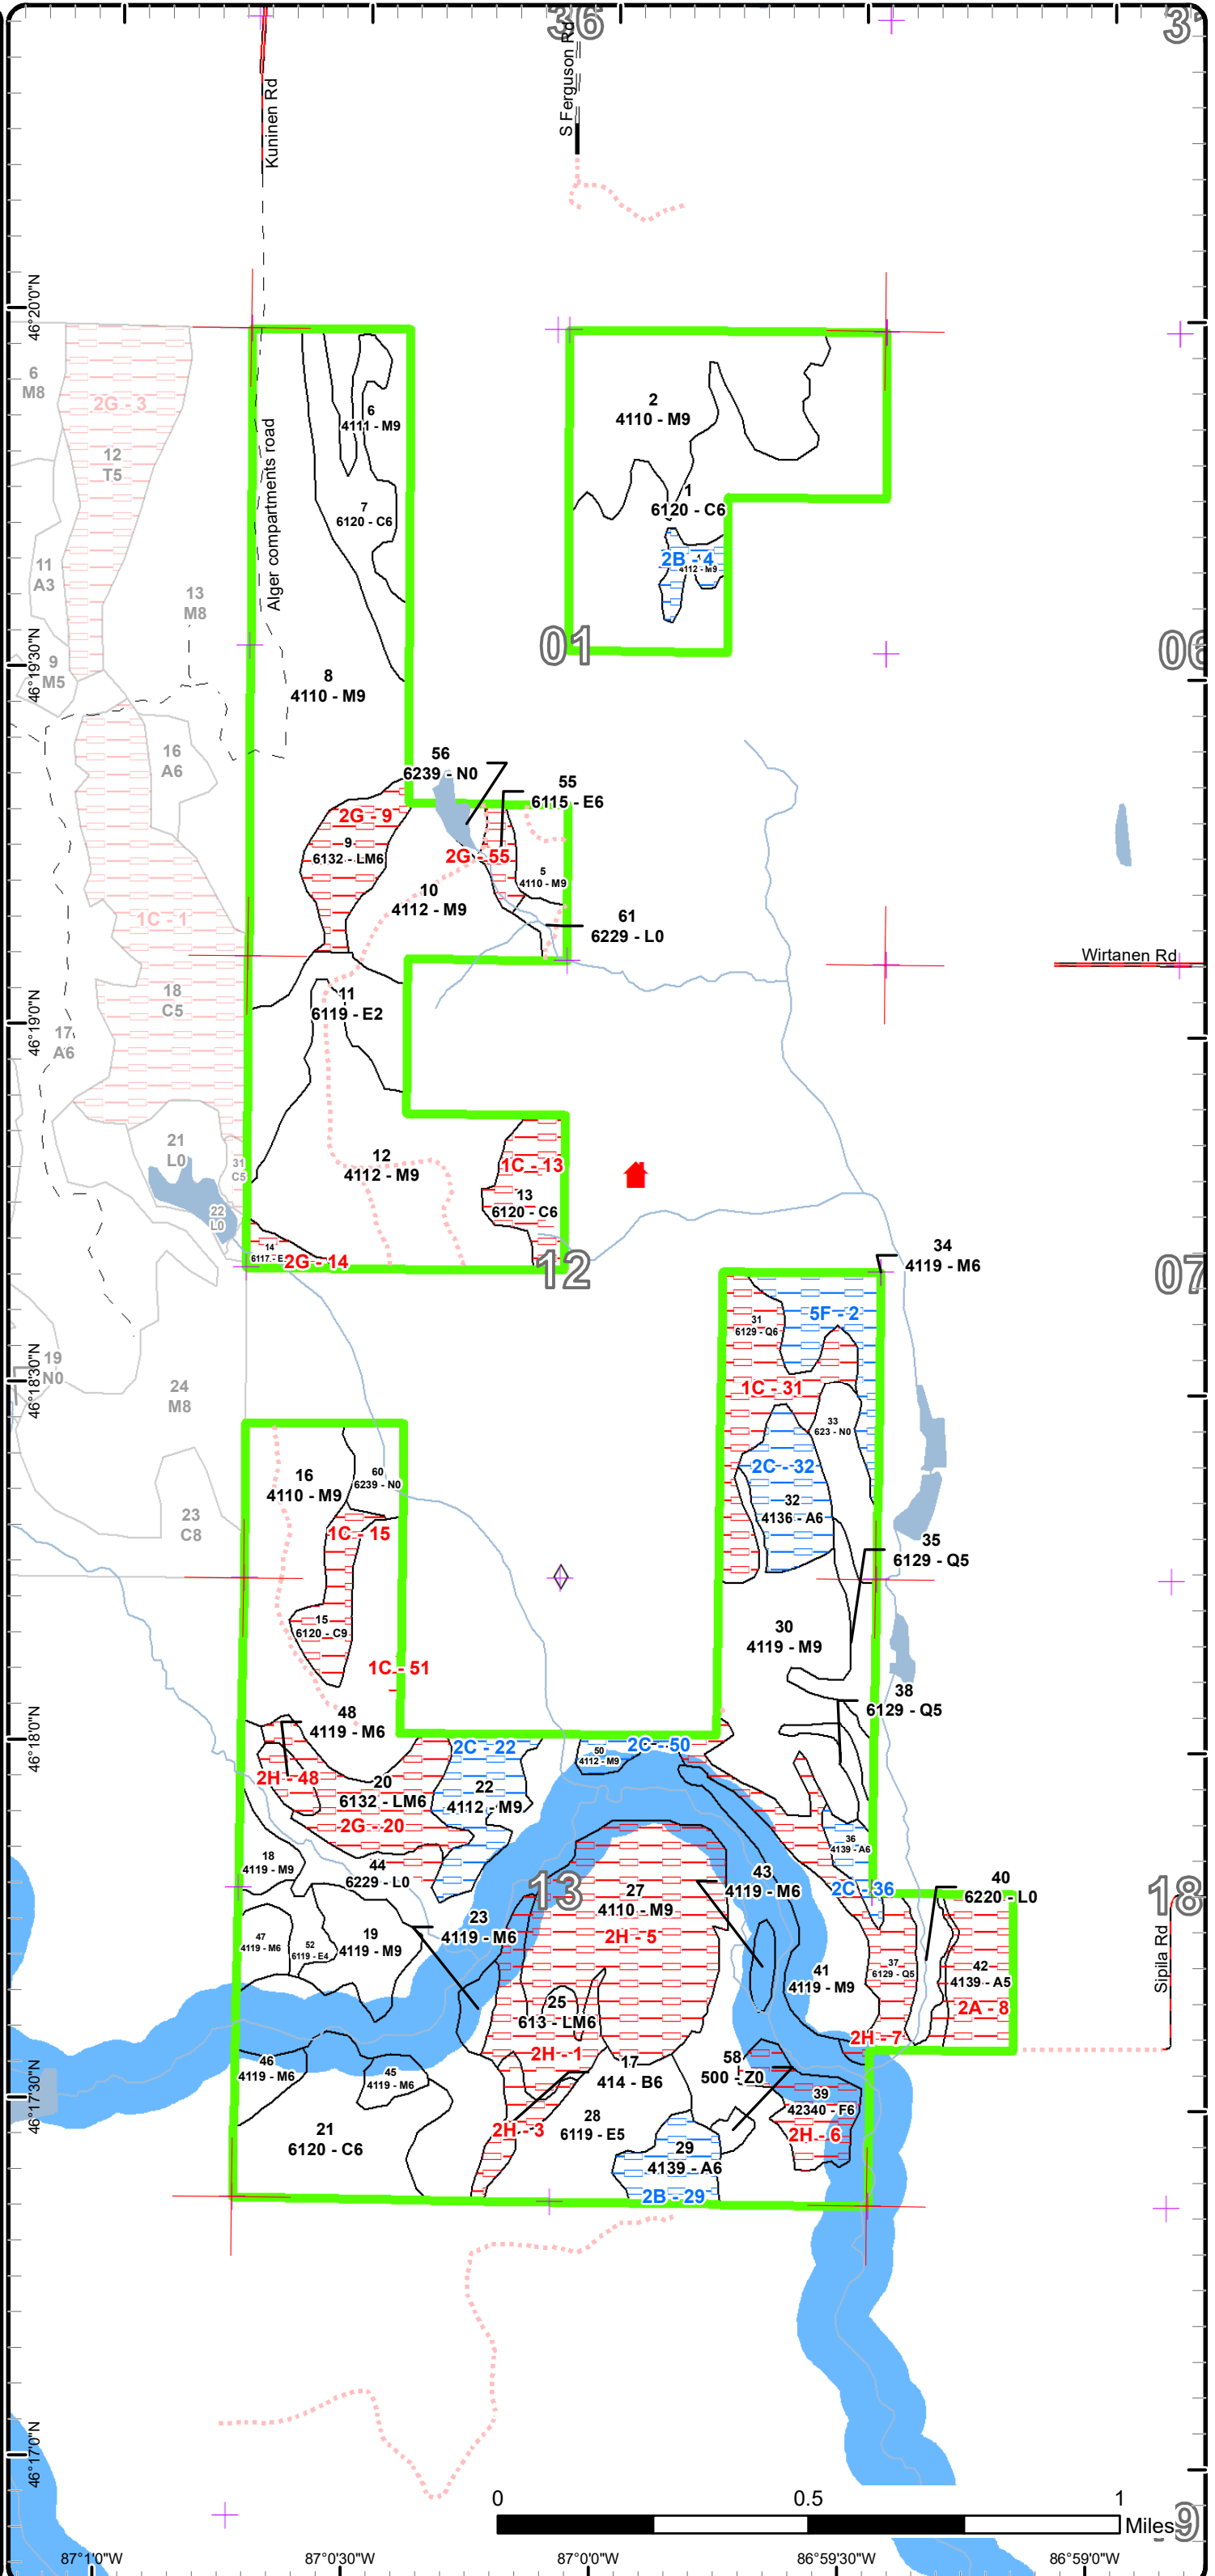 36
31
Kuninen Rd
S Ferguson Rd
46°20'0"N
6
M8
2G - 3
12
T5
6
4111 - M9
2
4110 - M9
7
6120 - C6
1
6120 - C6
2B - 4
4112 - M9
Alger compartments road
11
A3
13
M8
01
06
46°19'30"N
9
M5
8
4110 - M9
16
A6
56
6239 - N0
55
6115 - E6
2G - 9
9
6132 - LM6
2G - 55
5
4110 - M9
10
4112 - M9
1C - 1
61
6229 - L0
Wirtanen Rd
18
C5
11
6119 - E2
46°19'0"N
17
A6
21
L0
31
C5
12
4112 - M9
1C - 13
13
6120 - C6
22
L0
14
6117 - E
2G - 14
12
34
4119 - M6
07
31
6129 - Q6
5F - 2
46°18'30"N
19
N0
24
M8
1C - 31
33
623 - N0
16
4110 - M9
60
6239 - N0
2C - 32
32
4136 - A6
23
C8
1C - 15
35
6129 - Q5
15
6120 - C9
30
4119 - M9
1C - 51
38
6129 - Q5
46°18'0"N
48
4119 - M6
2C - 22
2C - 50
50
4112 - M9
2H - 48
20
6132 - LM6
22
4112 - M9
2G - 20
36
4139 - A6
18
4119 - M9
44
6229 - L0
43
4119 - M6
2C - 36
40
6220 - L0
13
18
27
4110 - M9
23
4119 - M6
2H - 5
47
4119 - M6
52
6119 - E4
19
4119 - M9
41
4119 - M9
37
6129 - Q5
42
4139 - A5
Sipila Rd
25
613 - LM6
2A - 8
2H - 7
2H - 1
46
4119 - M6
45
4119 - M6
17
414 - B6
58
500 - Z0
46°17'30"N
39
42340 - F6
21
6120 - C6
2H - 3
28
6119 - E5
2H - 6
29
4139 - A6
2B - 29
46°17'0"N
0
0.5
1
Miles
9
87°1'0"W
87°0'30"W
87°0'0"W
86°59'30"W
86°59'0"W